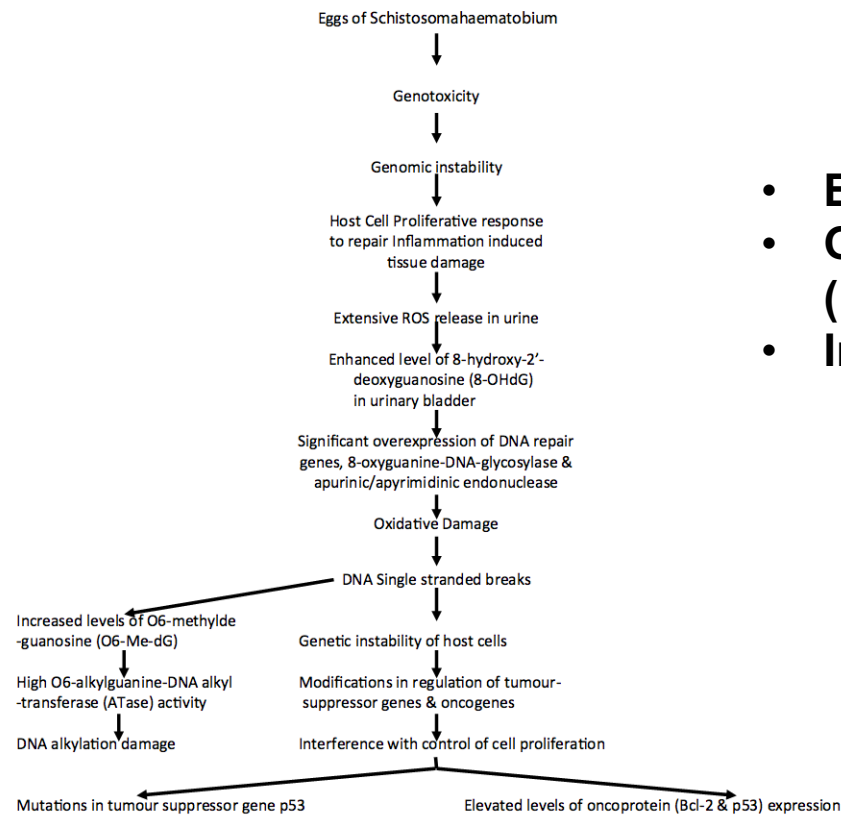 Eggs of Schistosomahaematobium
Genotoxicity
Genomic instability
Host Cell Proliferative response
to repair Inflammation induced
tissue damage
Extensive ROS release in urine
Enhanced level of 8-hydroxy-2’-
deoxyguanosine (8-OHdG)
in urinary bladder
Significant overexpression of DNA repair
genes, 8-oxyguanine-DNA-glycosylase &
apurinic/apyrimidinic endonuclease
Oxidative Damage
DNA Single stranded breaks
Increased levels of O6-methylde
-guanosine (O6-Me-dG)
High O6-alkylguanine-DNA alkyl
-transferase (ATase) activity
DNA alkylation damage
Genetic instability of host cells
Modifications in regulation of tumour-
suppressor genes & oncogenes
Interference with control of cell proliferation
Mutations in tumour suppressor gene p53
Elevated levels of oncoprotein (Bcl-2 & p53) expression